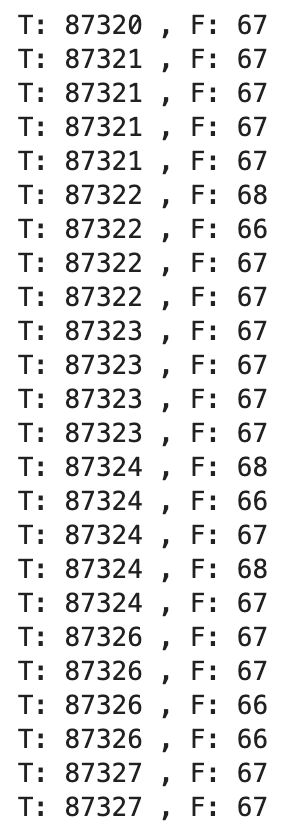 T: 87320 , F: 67
T: 87321 , F: 67
T: 87321 , F: 67
T: 87321 , F: 67
T: 87321 , F: 67
T: 87322 , F: 68
T: 87322 , F: 66
T: 87322 , F: 67
T: 87322 , F: 67
T: 87323 , F: 67
T: 87323 , F: 67
T: 87323 , F: 67
T: 87323 , F: 67
T: 87324 , F: 68
T: 87324 , F: 66
T: 87324 , F: 67
T: 87324 , F: 68
T: 87324 , F: 67
T: 87326 , F: 67
T: 87326 , F: 67
T: 87326 , F: 66
T: 87326 , F: 66
T: 87327 , F: 67
T: 87327 , F: 67